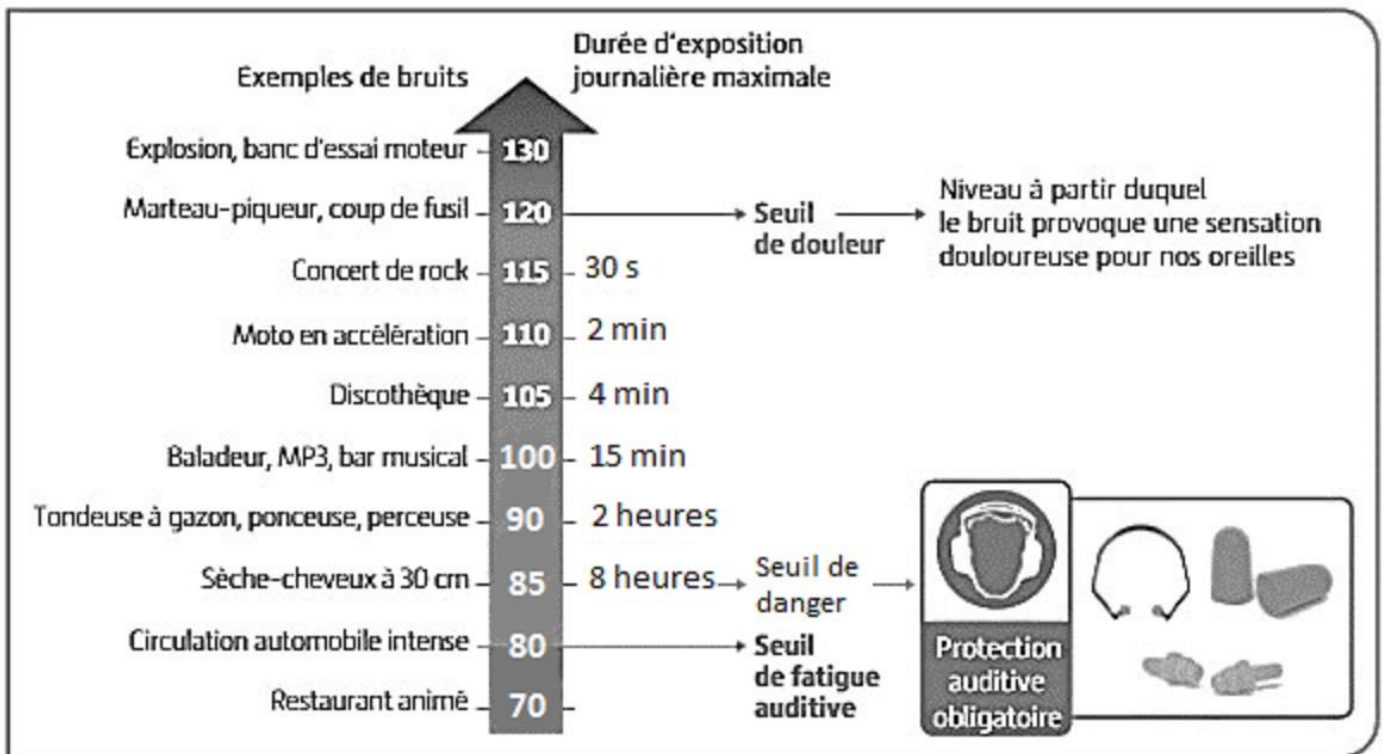 Exemples de bruits
Durée d'exposition
journalière maximale
Explosion, banc d'essai moteur - 130
Marteau-piqueur, coup de fusil - 120
Seuil
de douleur
Niveau à partir duquel
le bruit provoque une sensation
douloureuse pour nos oreilles
Concert de rock - 115 - 30 s
Moto en accélération - 110 - 2 min
Discothèque - 105 - 4 min
Baladeur, MP3, bar musical - 100 - 15 min
Tondeuse à gazon, ponceuse, perceuse - 90 - 2 heures
Sèche-cheveux à 30 cm - 85 - 8 heures
Seuil de
danger
Circulation automobile intense - 80
Seuil
de fatigue
auditive
Restaurant animé - 70 -
Protection
auditive
obligatoire